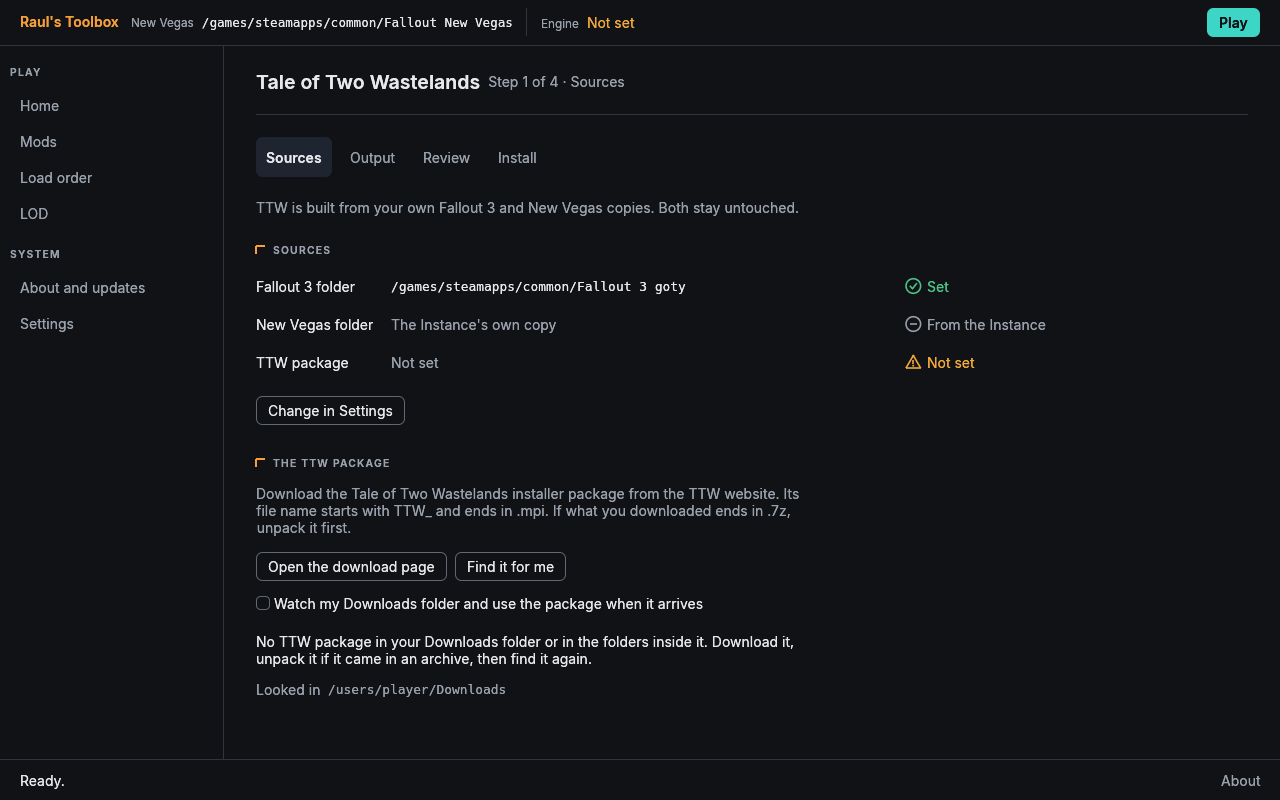 Raul's Toolbox New Vegas /games/steamapps/common/Fallout New Vegas Engine Not set Play
PLAY
Home
Mods
Load order
LOD
SYSTEM
About and updates
Settings
Tale of Two Wastelands Step 1 of 4 · Sources
Sources Output Review Install
TTW is built from your own Fallout 3 and New Vegas copies. Both stay untouched.
SOURCES
Fallout 3 folder /games/steamapps/common/Fallout 3 goty Set
New Vegas folder The Instance's own copy From the Instance
TTW package Not set Not set
Change in Settings
THE TTW PACKAGE
Download the Tale of Two Wastelands installer package from the TTW website. Its
file name starts with TTW_ and ends in .mpi. If what you downloaded ends in .7z,
unpack it first.
Open the download page Find it for me
Watch my Downloads folder and use the package when it arrives
No TTW package in your Downloads folder or in the folders inside it. Download it,
unpack it if it came in an archive, then find it again.
Looked in /users/player/Downloads
Ready. About